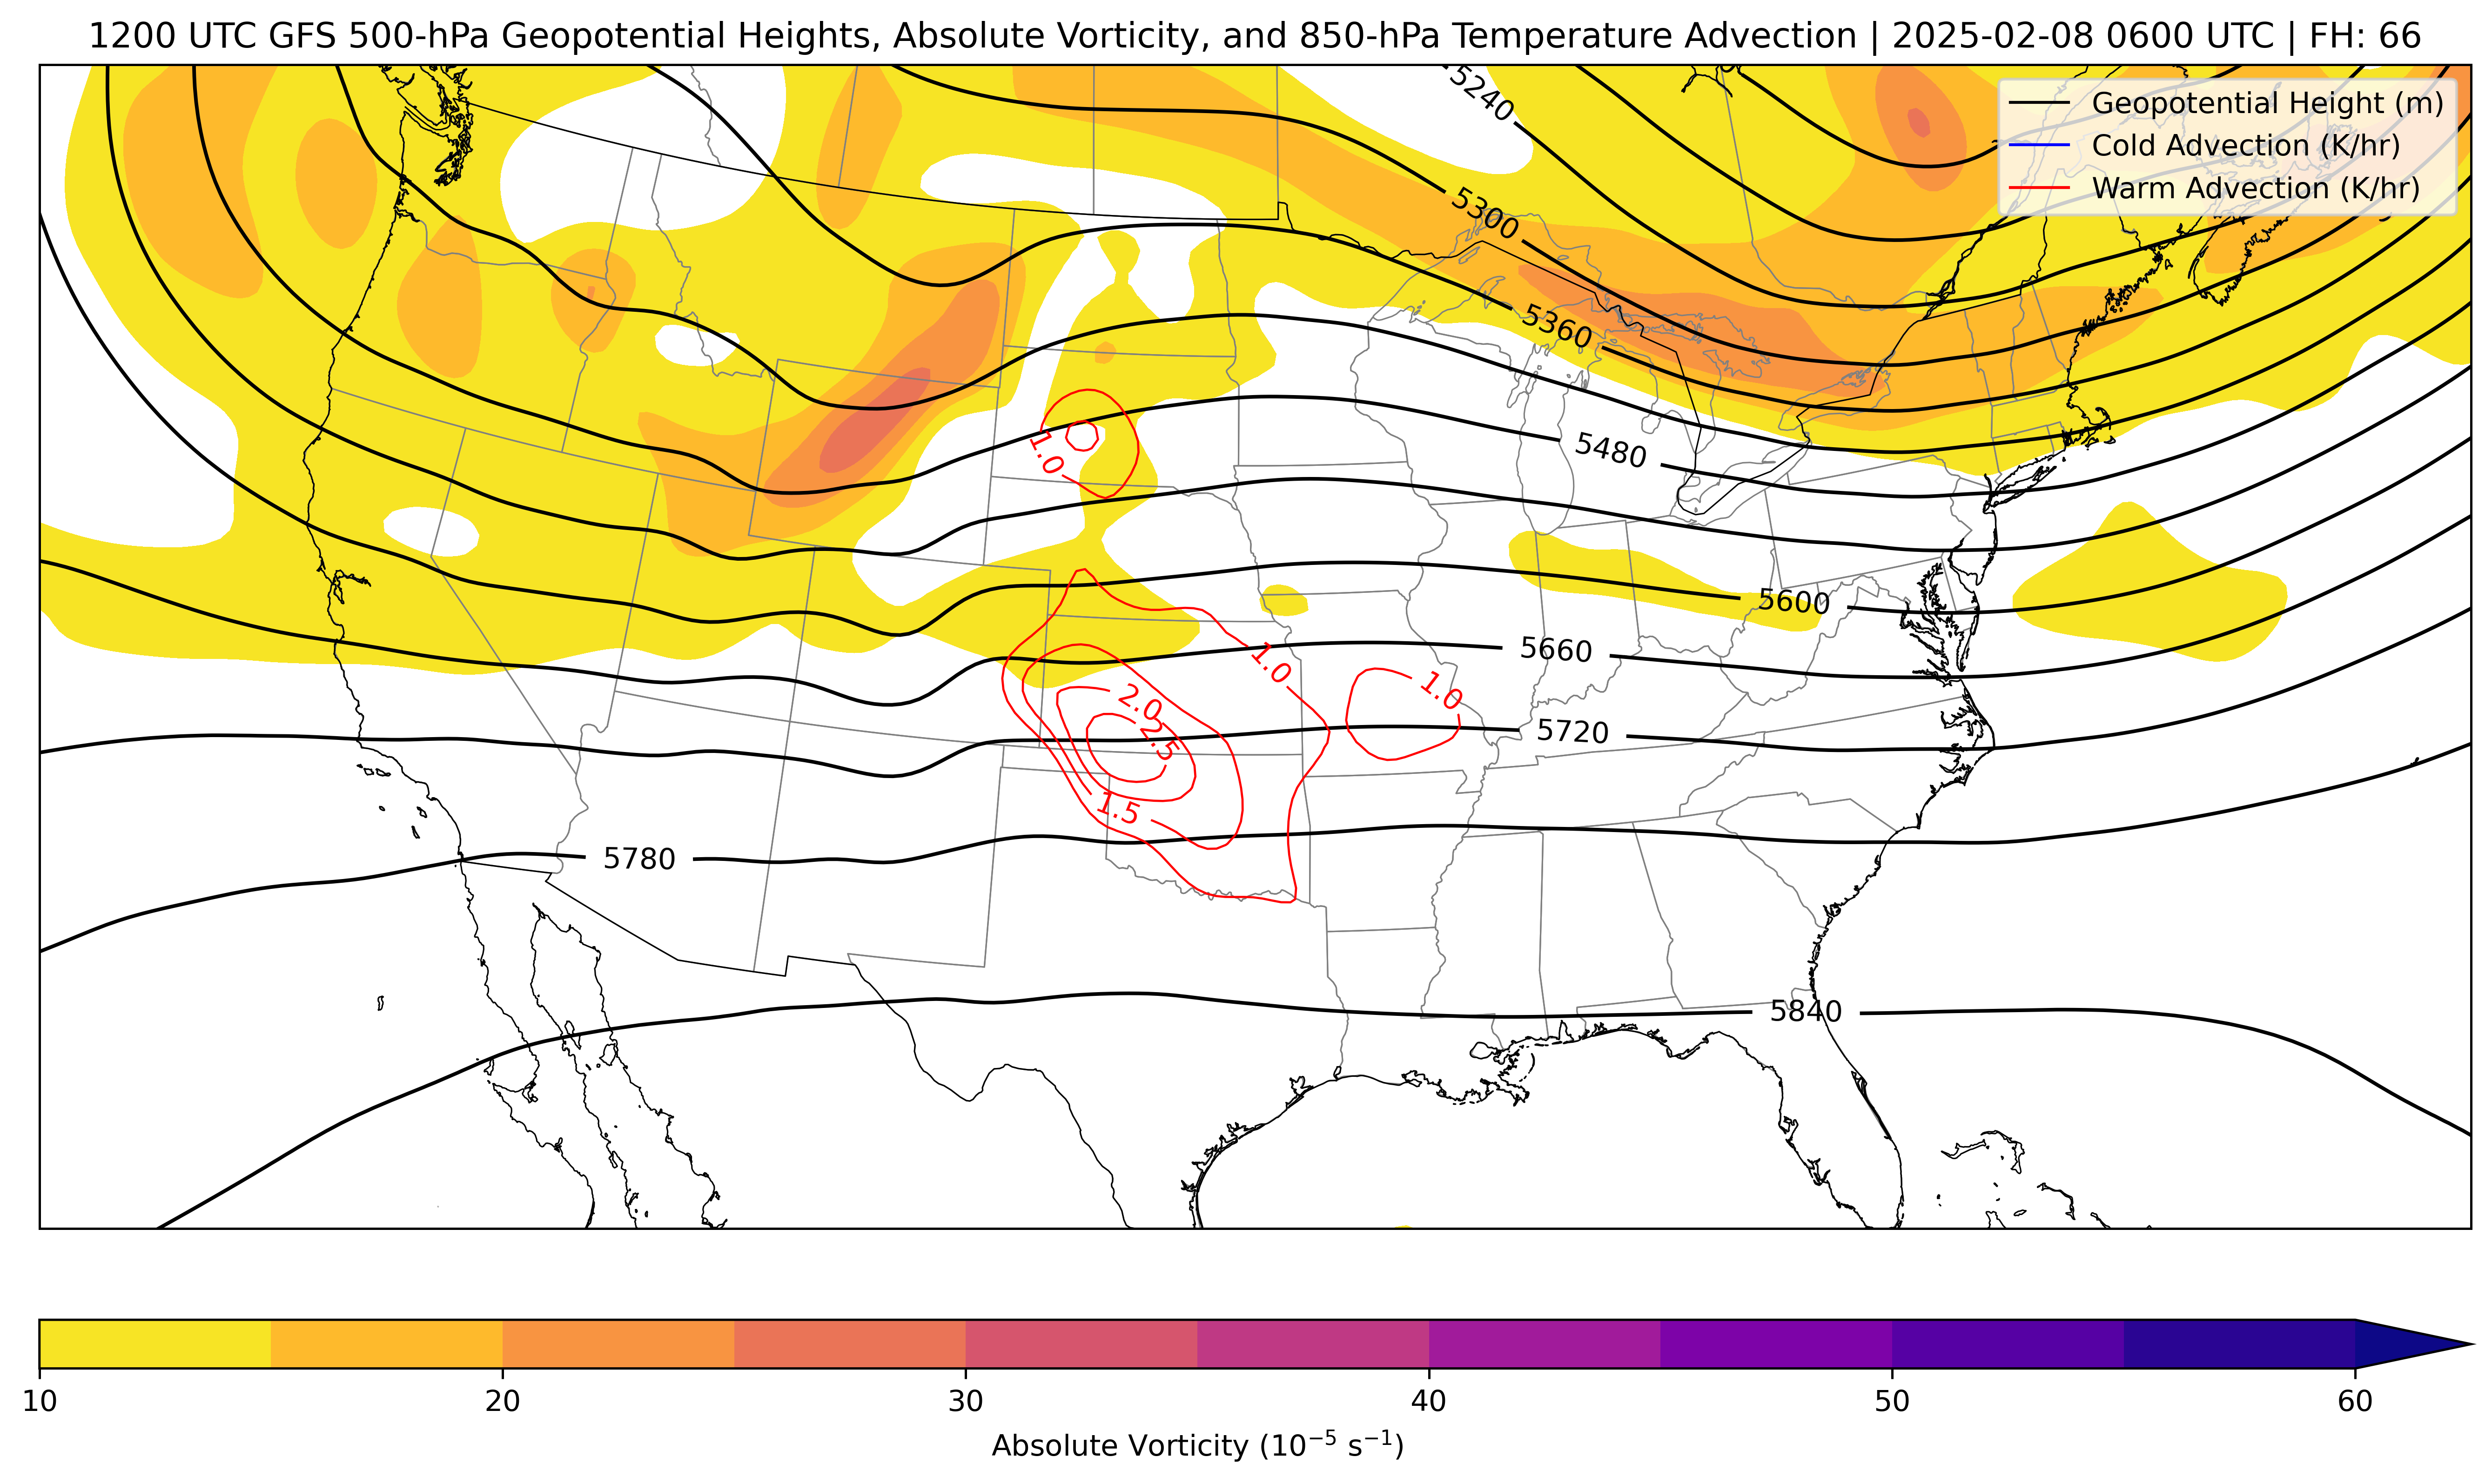 1200 UTC GFS 500-hPa Geopotential Heights, Absolute Vorticity, and 850-hPa Temperature Advection | 2025-02-08 0600 UTC | FH: 66
Geopotential Height (m)
Cold Advection (K/hr)
Warm Advection (K/hr)
5240
5300
5360
5480
5600
5660
5720
5780
5840
1.0
1.0
1.0
2.0
2.5
1.5
10 20 30 40 50 60
Absolute Vorticity (10⁻⁵ s⁻¹)